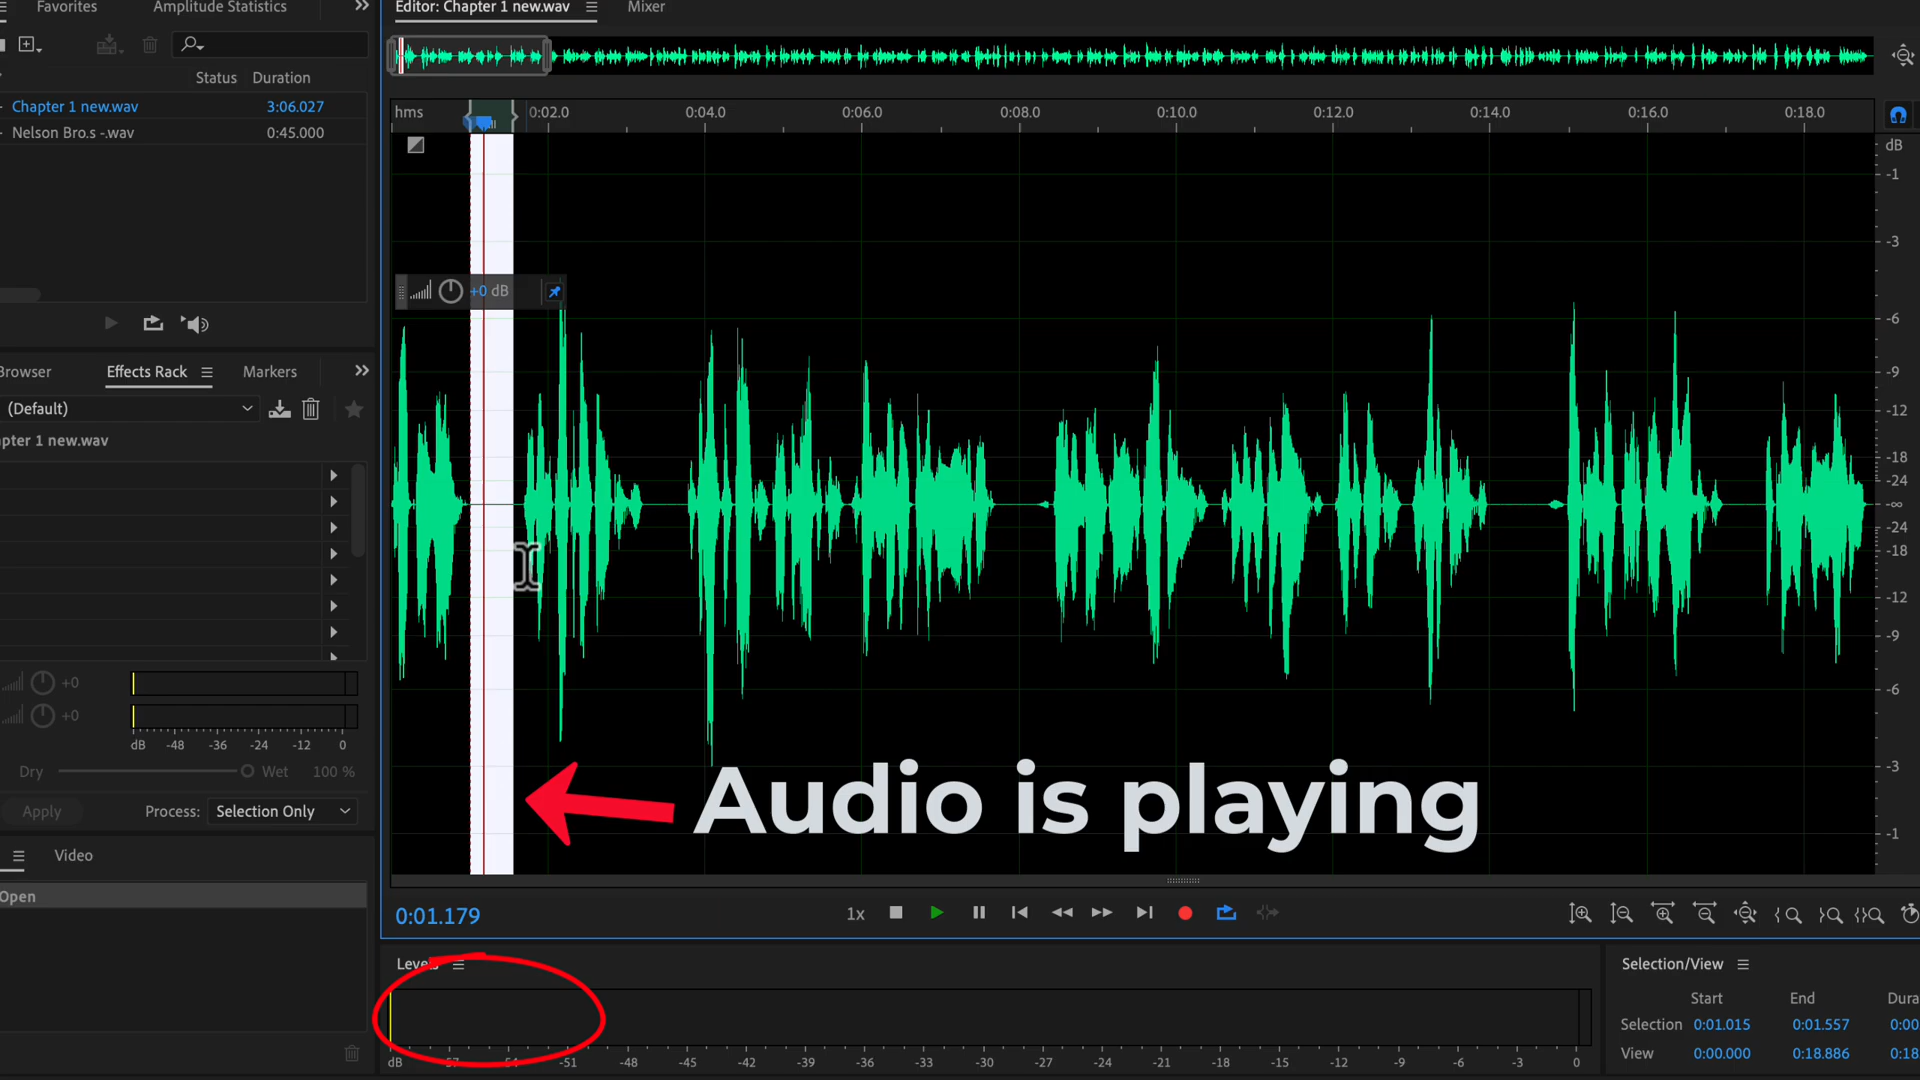 Favorites
Amplitude Statistics
Editor: Chapter 1 new.wav
Mixer
Status
Duration
Chapter 1 new.wav
3:06.027
Nelson Bro.s -.wav
0:45.000
hms
0:02.0
0:04.0
0:06.0
0:08.0
0:10.0
0:12.0
0:14.0
0:16.0
0:18.0
dB
-1
-3
-6
-9
-12
-18
-24
-∞
-24
-18
-12
-9
-6
-3
-1
+0 dB
Browser
Effects Rack
Markers
(Default)
pter 1 new.wav
+0
+0
dB
-48
-36
-24
-12
0
Dry
Wet
100 %
Apply
Process:
Selection Only
Video
Open
Audio is playing
0:01.179
1x
Levels
dB
-57
-54
-51
-48
-45
-42
-39
-36
-33
-30
-27
-24
-21
-18
-15
-12
-9
-6
-3
0
Selection/View
Start
End
Dura
Selection
0:01.015
0:01.557
0:00.
View
0:00.000
0:18.886
0:18.